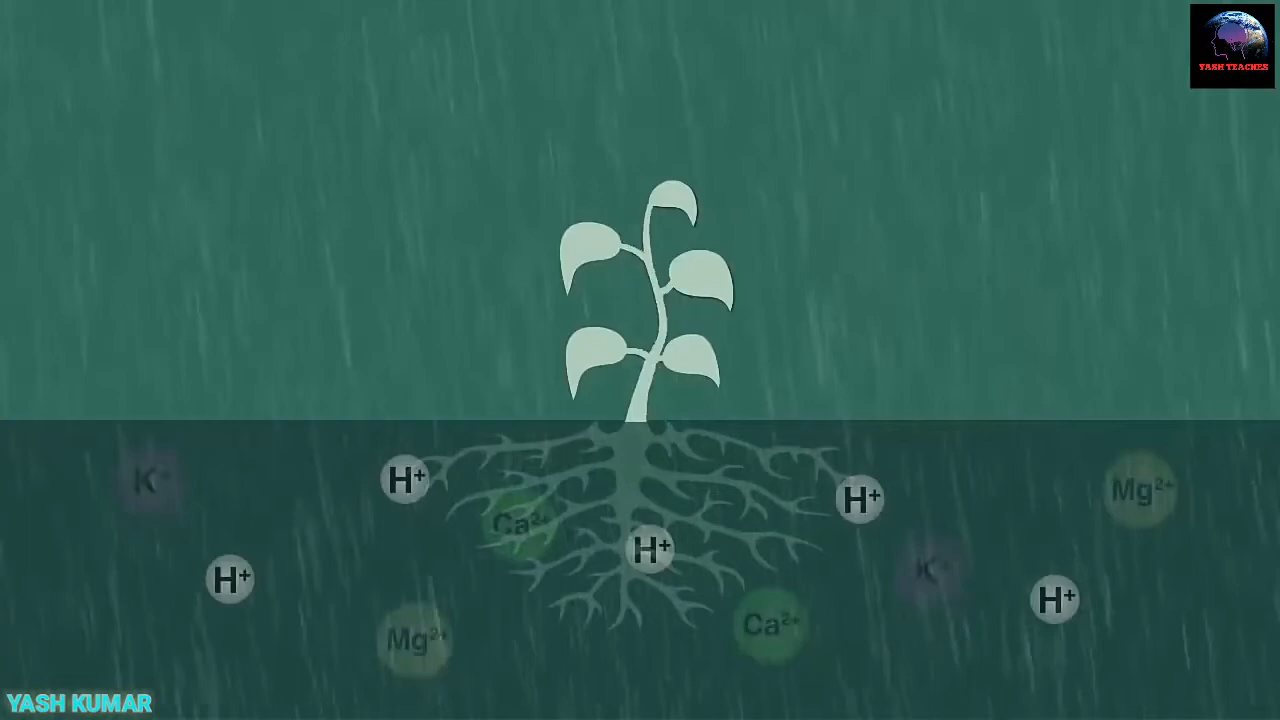 YASH TEACHES
K⁺
H⁺
H⁺
Mg²⁺
Ca²⁺
H⁺
K⁺
H⁺
H⁺
Mg²⁺
Ca²⁺
YASH KUMAR